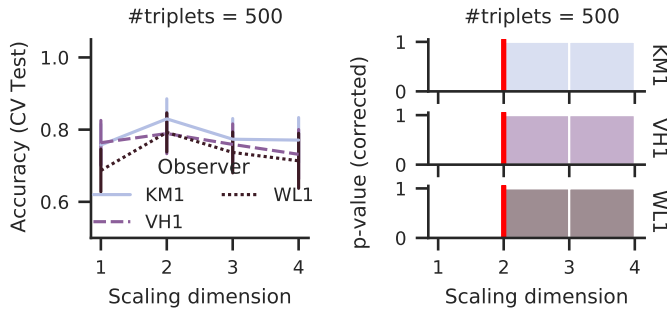 #triplets = 500
Accuracy (CV Test)
1.0
0.8
0.6
Observer
KM1
WL1
VH1
1 2 3 4
Scaling dimension
#triplets = 500
p-value (corrected)
1
0
KM1
1
0
VH1
1
0
WL1
1 2 3 4
Scaling dimension